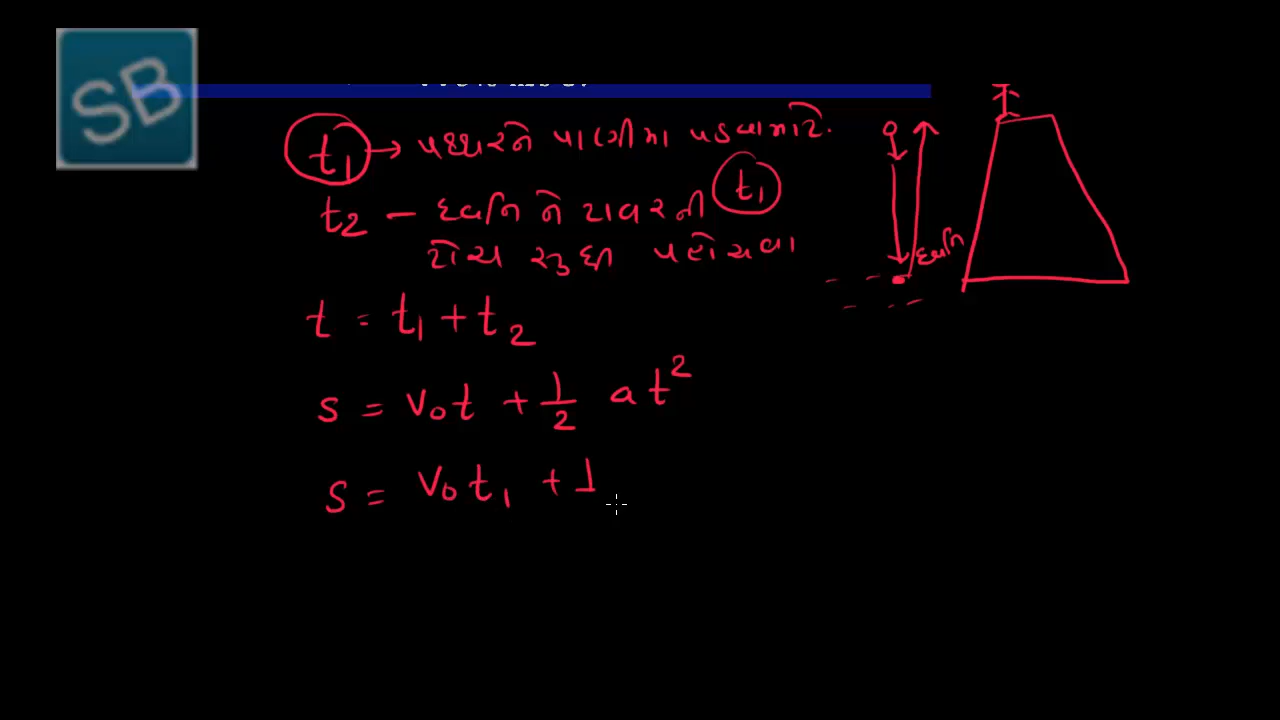 SB
t₁ → પથ્થરને પાણીમા પડવા માટે.
t₂ – ધ્વનિ ને ટાવરની t₁
ટોચ સુધી પહોચવા
ધ્વનિ
t = t₁ + t₂
s = v₀t + 1/2 at²
s = v₀t₁ + 1